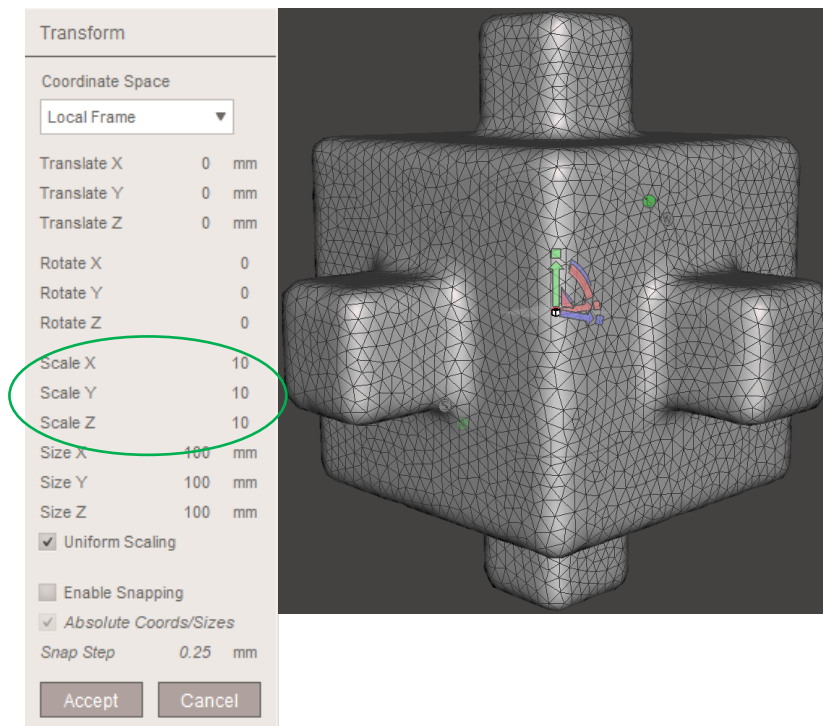 Transform
Coordinate Space
Local Frame
Translate X 0 mm
Translate Y 0 mm
Translate Z 0 mm
Rotate X 0
Rotate Y 0
Rotate Z 0
Scale X 10
Scale Y 10
Scale Z 10
Size X 100 mm
Size Y 100 mm
Size Z 100 mm
Uniform Scaling
Enable Snapping
Absolute Coords/Sizes
Snap Step 0.25 mm
Accept Cancel